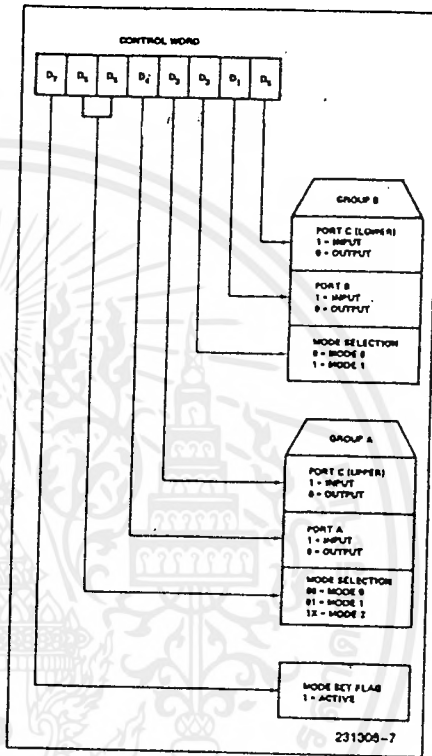 CONTROL WORD
D7 D6 D5 D4 D3 D2 D1 D0
GROUP B
PORT C (LOWER)
1 = INPUT
0 = OUTPUT
PORT B
1 = INPUT
0 = OUTPUT
MODE SELECTION
0 = MODE 0
1 = MODE 1
GROUP A
PORT C (UPPER)
1 = INPUT
0 = OUTPUT
PORT A
1 = INPUT
0 = OUTPUT
MODE SELECTION
00 = MODE 0
01 = MODE 1
1X = MODE 2
MODE SET FLAG
1 = ACTIVE
231308-7